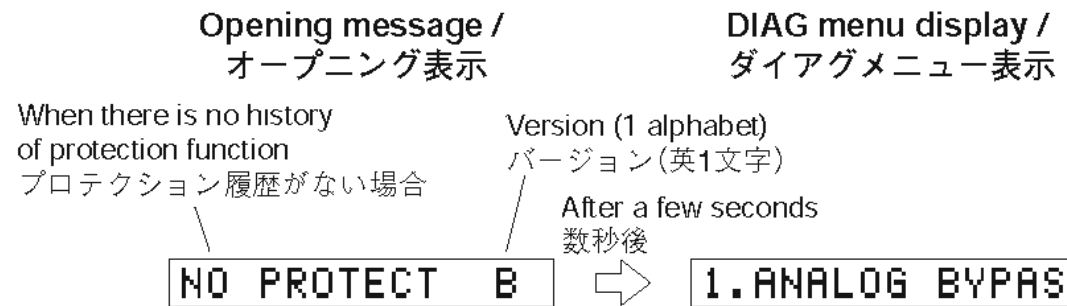 Opening message /
オープニング表示
DIAG menu display /
ダイアグメニュー表示
When there is no history
of protection function
プロテクション履歴がない場合
Version (1 alphabet)
バージョン(英1文字)
After a few seconds
数秒後
NO PROTECT B
1.ANALOG BYPAS